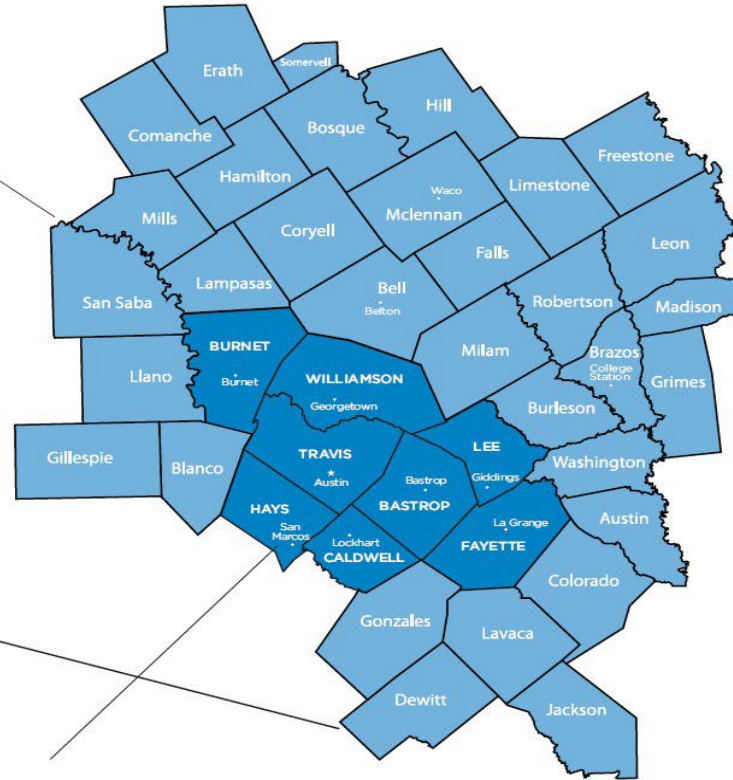 Erath
Somervell
Hill
Comanche
Bosque
Freestone
Hamilton
Limestone
Waco
Mclennan
Mills
Coryell
Falls
Leon
Lampasas
Bell
Belton
San Saba
Robertson
Madison
BURNET
Burnet
Milam
Brazos
College
Station
Llano
WILLIAMSON
Georgetown
Grimes
Burleson
TRAVIS
Austin
LEE
Giddings
Gillespie
Blanco
Washington
Bastrop
BASTROP
HAYS
San
Marcos
Lockhart
CALDWELL
La Grange
FAYETTE
Austin
Colorado
Gonzales
Lavaca
Dewitt
Jackson